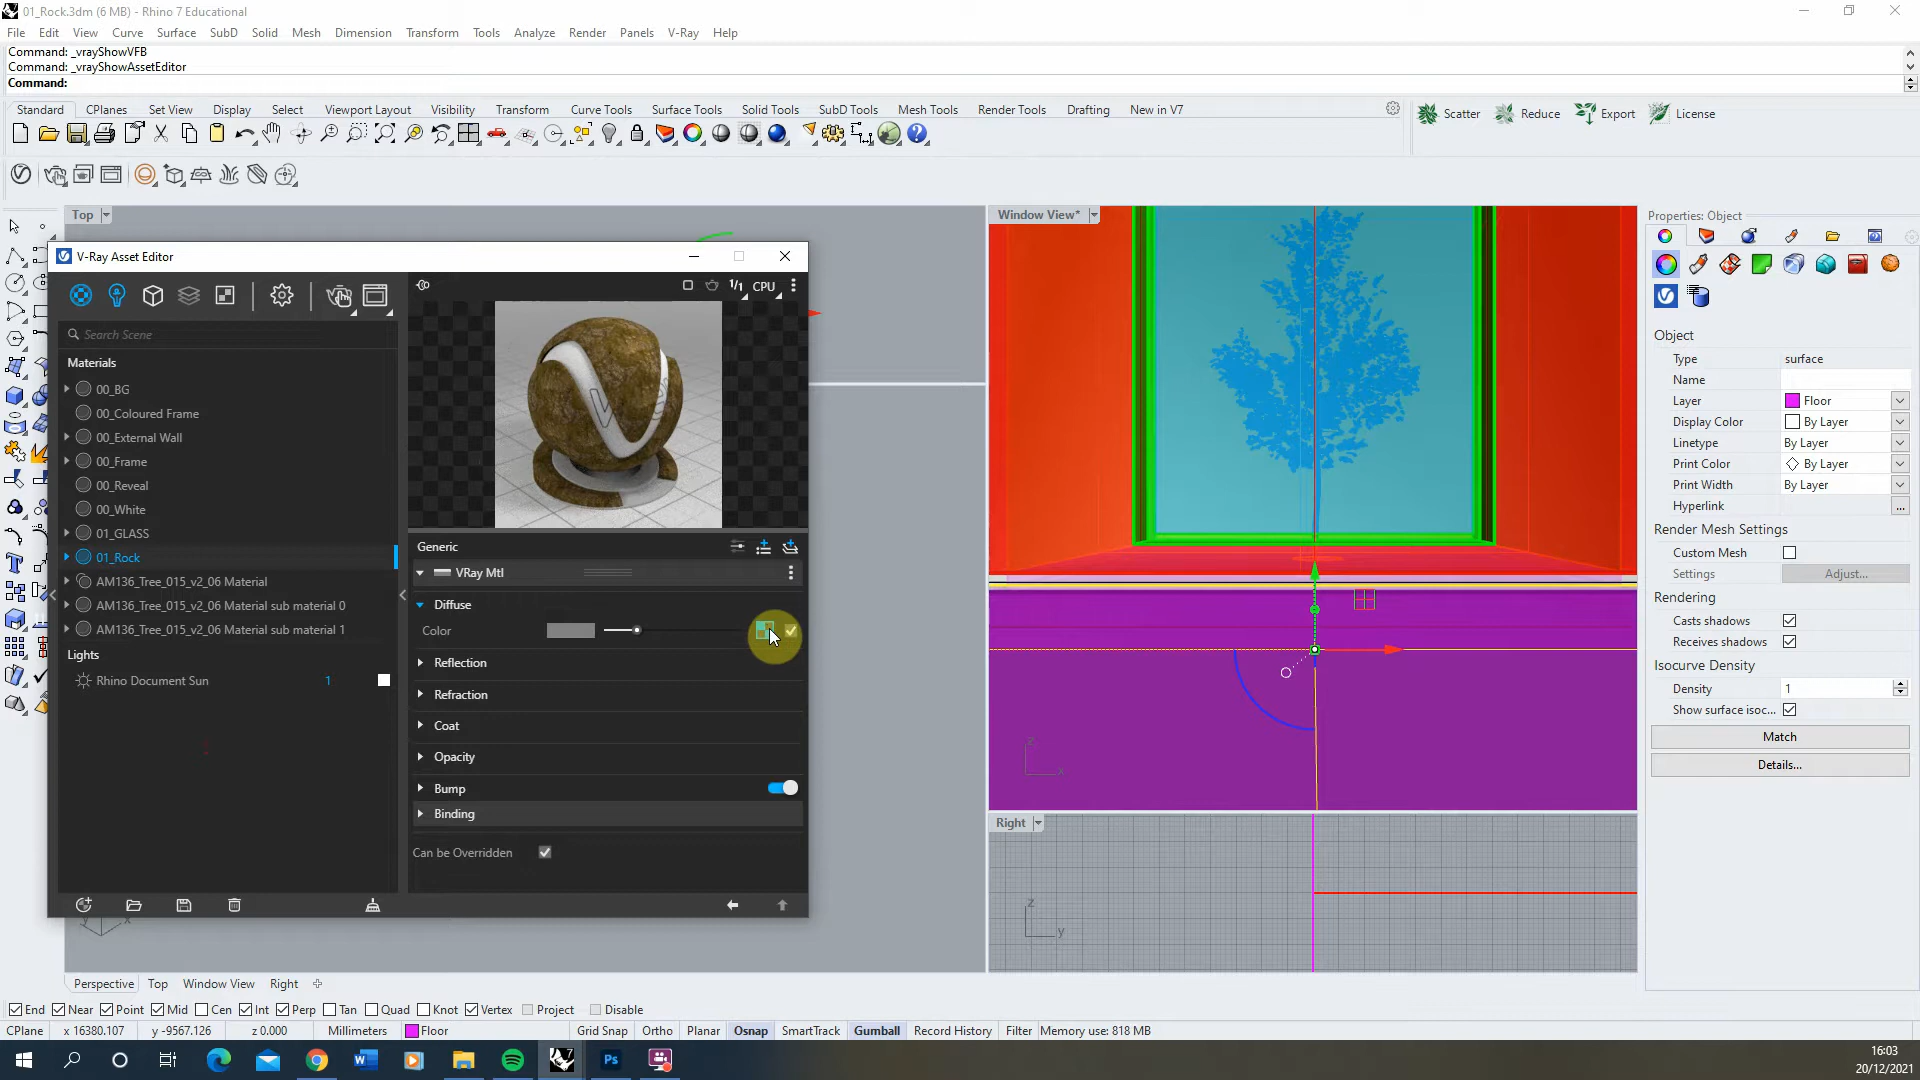 01_Rock.3dm (6 MB) - Rhino 7 Educational
File Edit View Curve Surface SubD Solid Mesh Dimension Transform Tools Analyze Render Panels V-Ray Help
Command: _vrayShowVFB
Command: _vrayShowAssetEditor
Command:
Standard CPlanes Set View Display Select Viewport Layout Visibility Transform Curve Tools Surface Tools Solid Tools SubD Tools Mesh Tools Render Tools Drafting New in V7
Scatter Reduce Export License
Top
Window View*
Properties: Object
V-Ray Asset Editor
1/1 CPU
Search Scene
Materials
00_BG
00_Coloured Frame
00_External Wall
00_Frame
00_Reveal
00_White
01_GLASS
01_Rock
AM136_Tree_015_v2_06 Material
AM136_Tree_015_v2_06 Material sub material 0
AM136_Tree_015_v2_06 Material sub material 1
Lights
Rhino Document Sun 1
Generic
VRay Mtl
Diffuse
Color
Reflection
Refraction
Coat
Opacity
Bump
Binding
Can be Overridden
z
x
Right
z
y
Object
Type surface
Name
Layer Floor
Display Color By Layer
Linetype By Layer
Print Color By Layer
Print Width By Layer
Hyperlink ...
Render Mesh Settings
Custom Mesh
Settings Adjust...
Rendering
Casts shadows
Receives shadows
Isocurve Density
Density 1
Show surface isoc...
Match
Details...
Perspective Top Window View Right
End Near Point Mid Cen Int Perp Tan Quad Knot Vertex Project Disable
CPlane x 16380.107 y -9567.126 z 0.000 Millimeters Floor Grid Snap Ortho Planar Osnap SmartTrack Gumball Record History Filter Memory use: 818 MB
16:03
20/12/2021